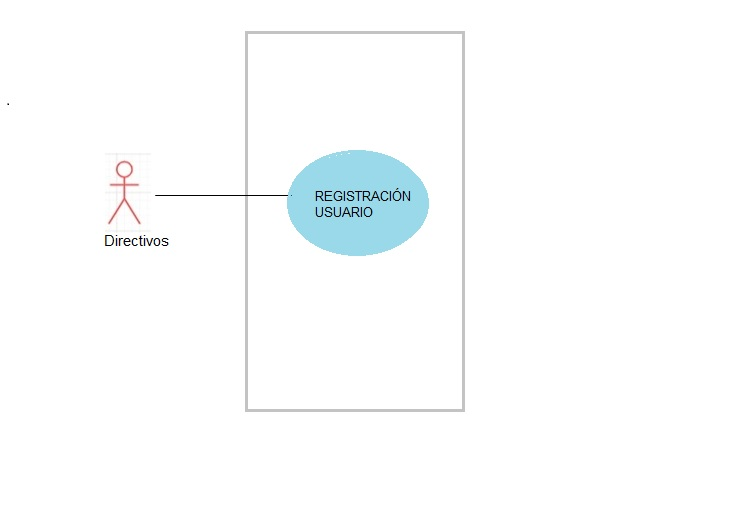 .
REGISTRACIÓN
USUARIO
Directivos